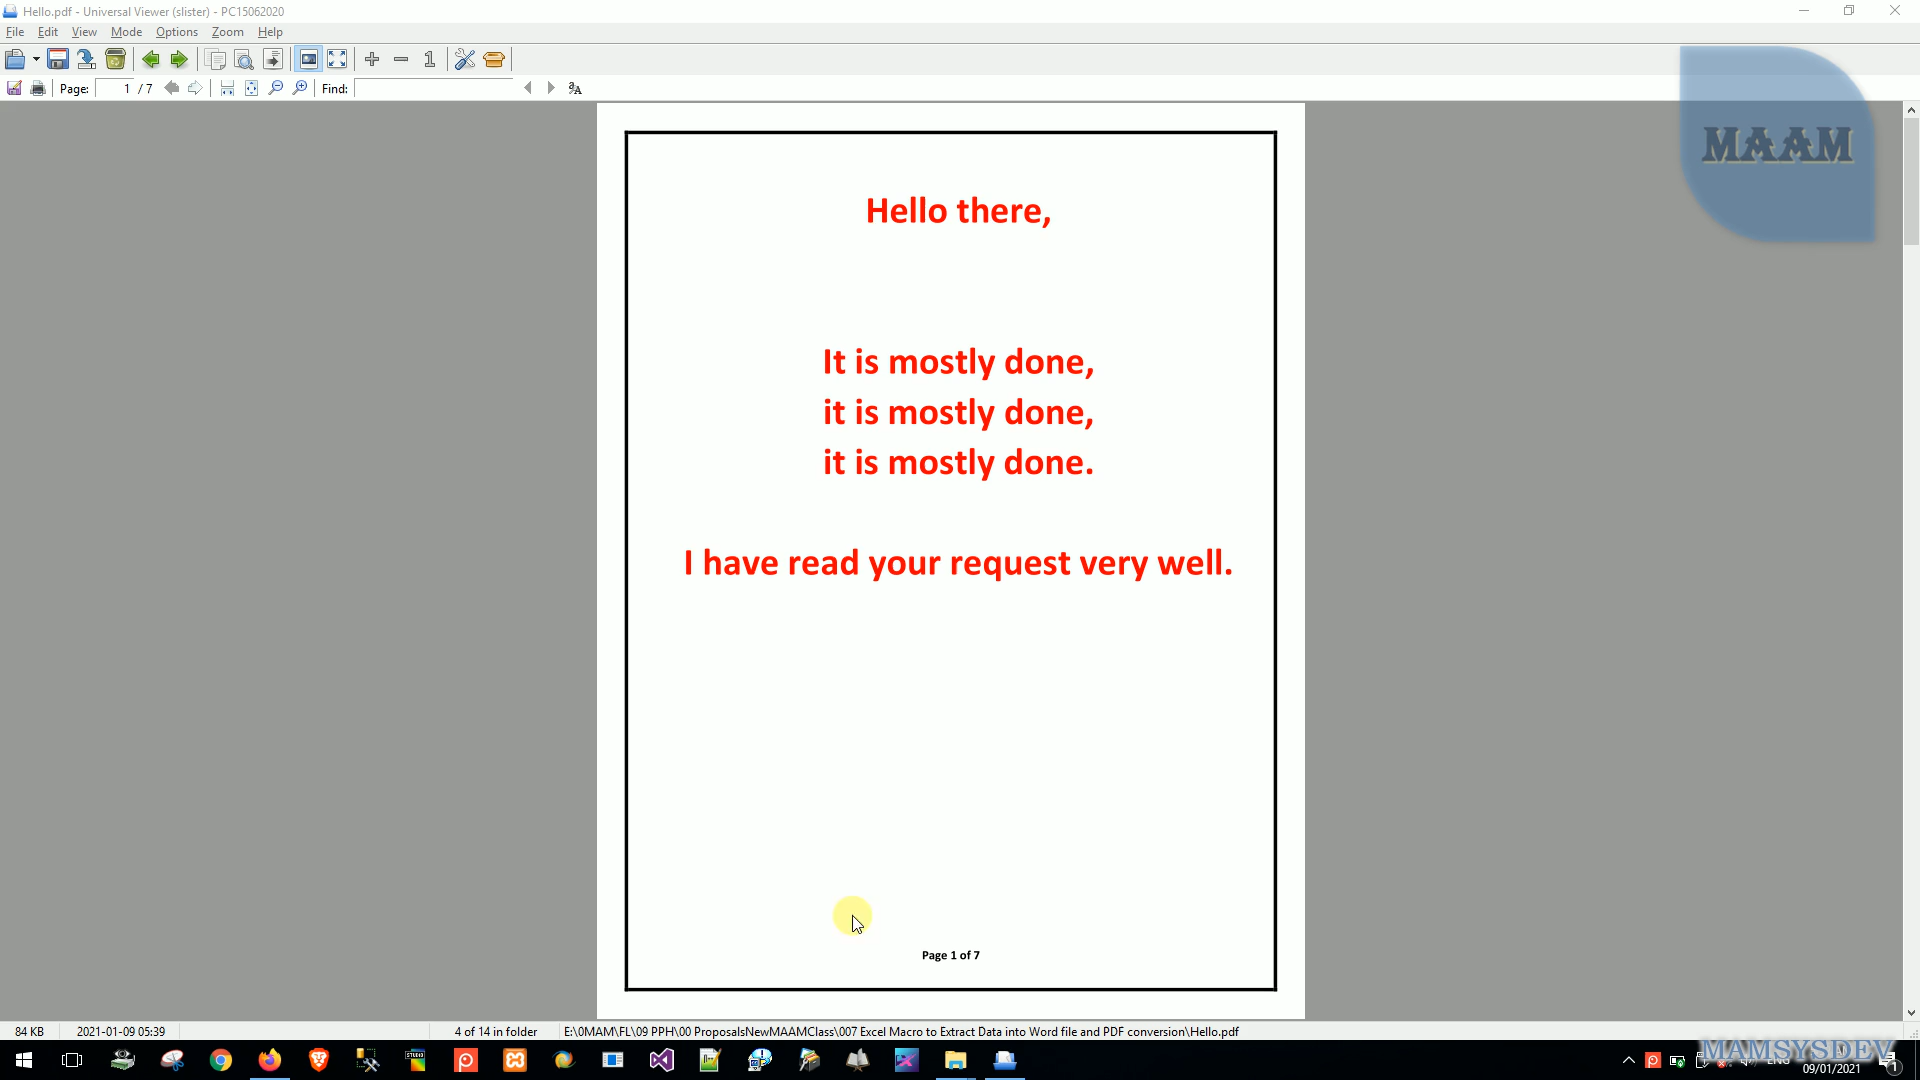 Hello.pdf - Universal Viewer (slister) - PC15062020
File Edit View Mode Options Zoom Help
1
Page: 1 / 7 Find:
MAAM
Hello there,
It is mostly done,
it is mostly done,
it is mostly done.
I have read your request very well.
Page 1 of 7
84 KB 2021-01-09 05:39 4 of 14 in folder E:\0MAM\FL\09 PPH\00 ProposalsNewMAAMClass\007 Excel Macro to Extract Data into Word file and PDF conversion\Hello.pdf
STUDIO
MAMSYSDEV
ENG
09/01/2021
1